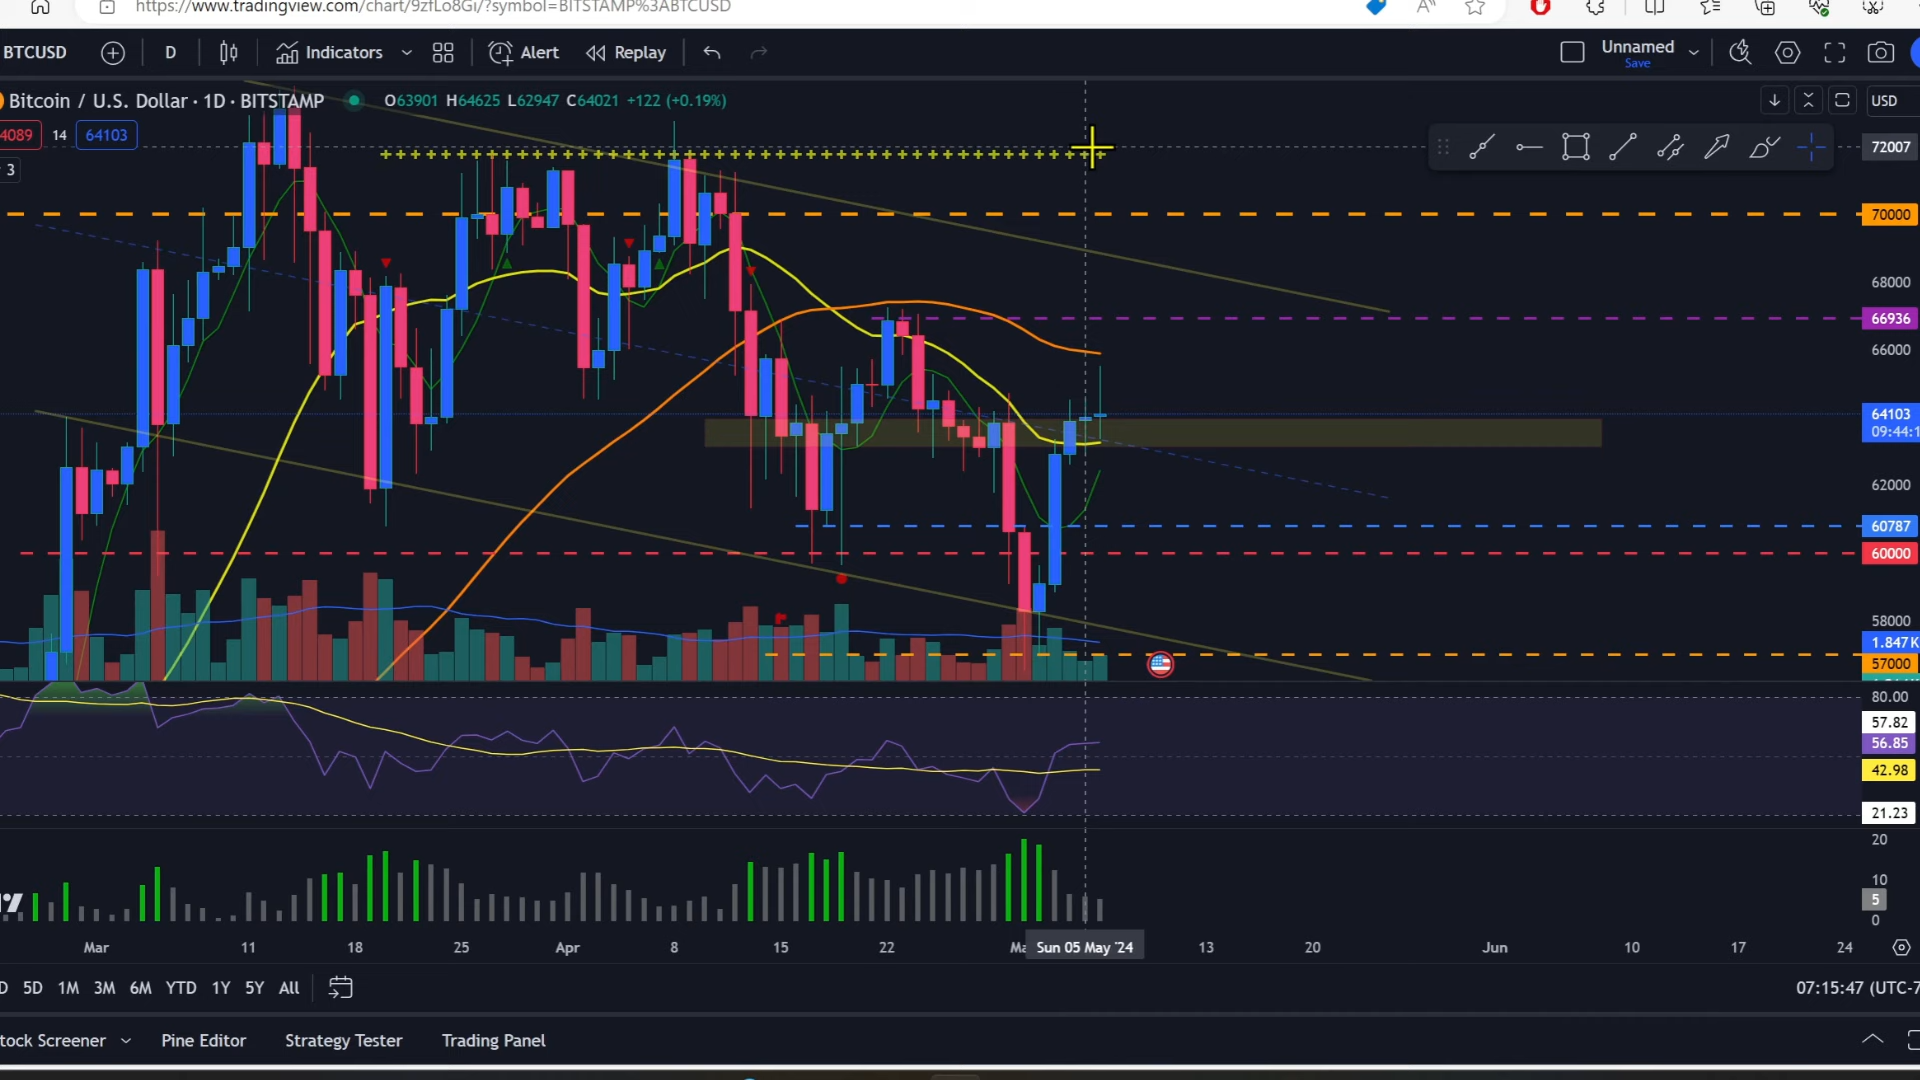 https://www.tradingview.com/chart/9zfLo8Gi/?symbol=BITSTAMP%3ABTCUSD
BTCUSD D Indicators Alert Replay Unnamed
Save
Bitcoin / U.S. Dollar · 1D · BITSTAMP O63901 H64625 L62947 C64021 +122 (+0.19%) USD
4089 14 64103
3
72007
70000
68000
66936
66000
64103
09:44:1
62000
60787
60000
58000
1.847K
57000
80.00
57.82
56.85
42.98
21.23
20
10
5
0
Mar 11 18 25 Apr 8 15 22 Ma Sun 05 May '24 13 20 Jun 10 17 24
D 5D 1M 3M 6M YTD 1Y 5Y All 07:15:47 (UTC-7
tock Screener Pine Editor Strategy Tester Trading Panel